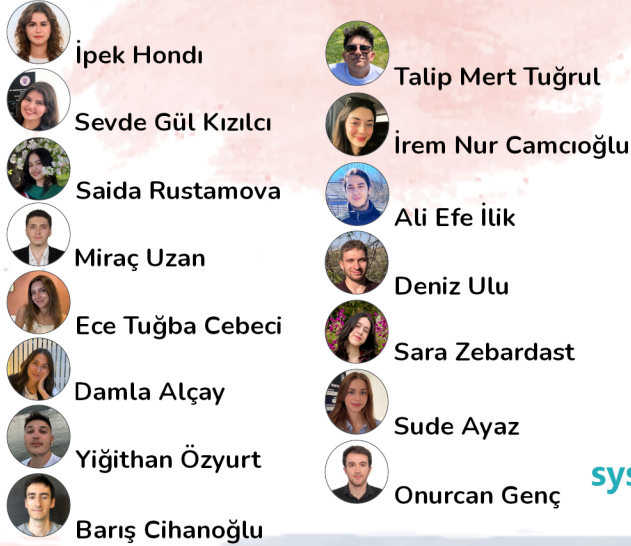 İpek Hondı
Sevde Gül Kızılcı
Saida Rustamova
Miraç Uzan
Ece Tuğba Cebeci
Damla Alçay
Yiğithan Özyurt
Barış Cihanoğlu
Talip Mert Tuğrul
İrem Nur Camcıoğlu
Ali Efe İlik
Deniz Ulu
Sara Zebardast
Sude Ayaz
Onurcan Genç